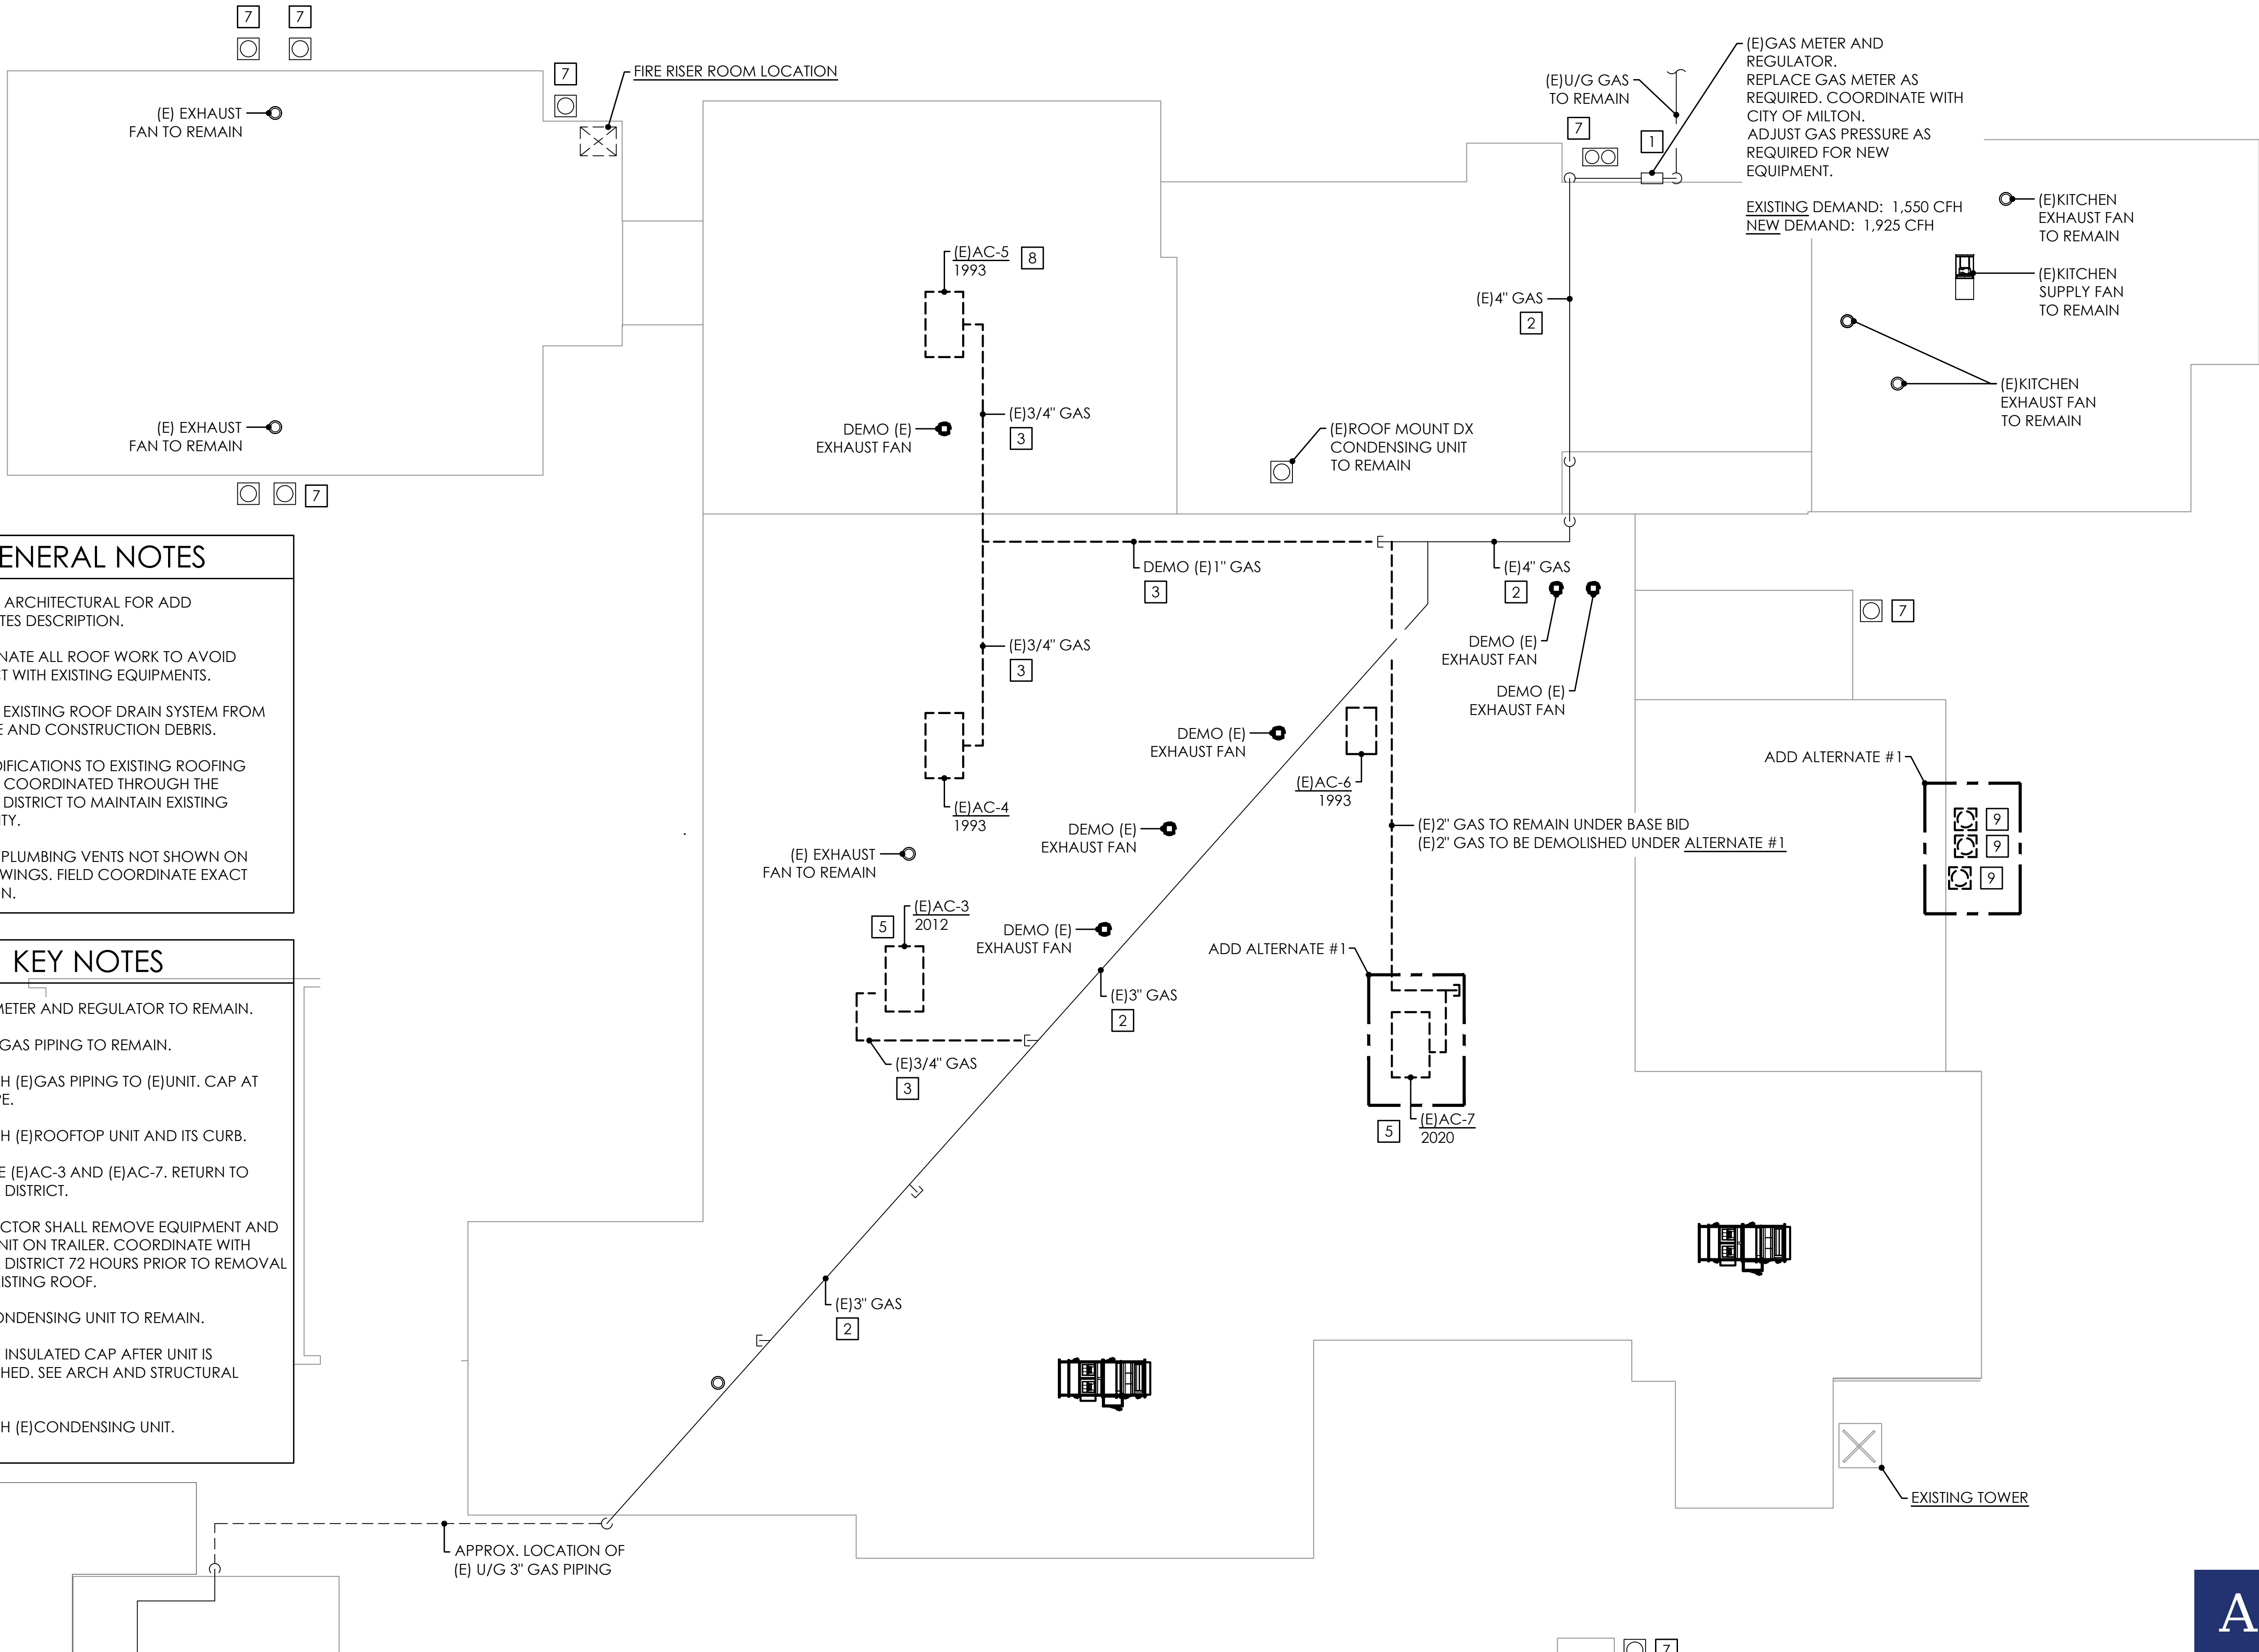 7
7
7
FIRE RISER ROOM LOCATION
(E) EXHAUST
FAN TO REMAIN
(E)U/G GAS
TO REMAIN
7
1
(E)GAS METER AND
REGULATOR.
REPLACE GAS METER AS
REQUIRED. COORDINATE WITH
CITY OF MILTON.
ADJUST GAS PRESSURE AS
REQUIRED FOR NEW
EQUIPMENT.
EXISTING DEMAND: 1,550 CFH
NEW DEMAND: 1,925 CFH
(E)KITCHEN
EXHAUST FAN
TO REMAIN
(E)KITCHEN
SUPPLY FAN
TO REMAIN
(E)KITCHEN
EXHAUST FAN
TO REMAIN
(E)AC-5
1993
8
(E)4" GAS
2
(E)3/4" GAS
3
DEMO (E)
EXHAUST FAN
(E)ROOF MOUNT DX
CONDENSING UNIT
TO REMAIN
(E) EXHAUST
FAN TO REMAIN
7
DEMO (E)1" GAS
3
(E)4" GAS
2
DEMO (E)
EXHAUST FAN
DEMO (E)
EXHAUST FAN
7
(E)3/4" GAS
3
(E)AC-4
1993
DEMO (E)
EXHAUST FAN
(E)AC-6
1993
DEMO (E)
EXHAUST FAN
(E) EXHAUST
FAN TO REMAIN
(E)2" GAS TO REMAIN UNDER BASE BID
(E)2" GAS TO BE DEMOLISHED UNDER ALTERNATE #1
ADD ALTERNATE #1
9
9
9
5
(E)AC-3
2012
DEMO (E)
EXHAUST FAN
ADD ALTERNATE #1
(E)3" GAS
2
(E)3/4" GAS
3
5
(E)AC-7
2020
(E)3" GAS
2
EXISTING TOWER
APPROX. LOCATION OF
(E) U/G 3" GAS PIPING
7
A
ENERAL NOTES
ARCHITECTURAL FOR ADD
TES DESCRIPTION.
NATE ALL ROOF WORK TO AVOID
CT WITH EXISTING EQUIPMENTS.
EXISTING ROOF DRAIN SYSTEM FROM
E AND CONSTRUCTION DEBRIS.
DIFICATIONS TO EXISTING ROOFING
COORDINATED THROUGH THE
DISTRICT TO MAINTAIN EXISTING
TY.
PLUMBING VENTS NOT SHOWN ON
WINGS. FIELD COORDINATE EXACT
N.
KEY NOTES
METER AND REGULATOR TO REMAIN.
GAS PIPING TO REMAIN.
H (E)GAS PIPING TO (E)UNIT. CAP AT
PE.
H (E)ROOFTOP UNIT AND ITS CURB.
E (E)AC-3 AND (E)AC-7. RETURN TO
DISTRICT.
CTOR SHALL REMOVE EQUIPMENT AND
NIT ON TRAILER. COORDINATE WITH
DISTRICT 72 HOURS PRIOR TO REMOVAL
ISTING ROOF.
ONDENSING UNIT TO REMAIN.
INSULATED CAP AFTER UNIT IS
HED. SEE ARCH AND STRUCTURAL
H (E)CONDENSING UNIT.